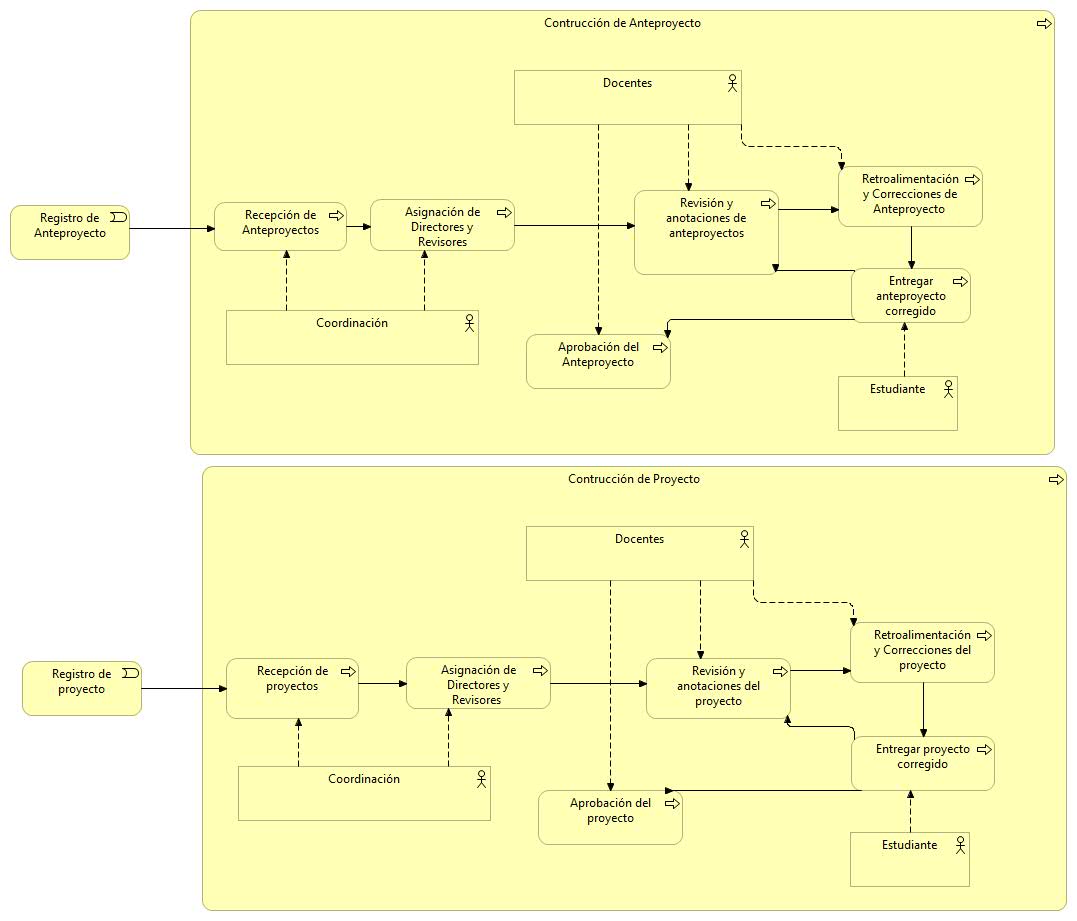 Contrucción de Anteproyecto
Docentes
Retroalimentación
y Correcciones de
Anteproyecto
Registro de
Anteproyecto
Recepción de
Anteproyectos
Asignación de
Directores y
Revisores
Revisión y
anotaciones de
anteproyectos
Entregar
anteproyecto
corregido
Coordinación
Aprobación del
Anteproyecto
Estudiante
Contrucción de Proyecto
Docentes
Retroalimentación
y Correcciones del
proyecto
Registro de
proyecto
Recepción de
proyectos
Asignación de
Directores y
Revisores
Revisión y
anotaciones del
proyecto
Entregar proyecto
corregido
Coordinación
Aprobación del
proyecto
Estudiante